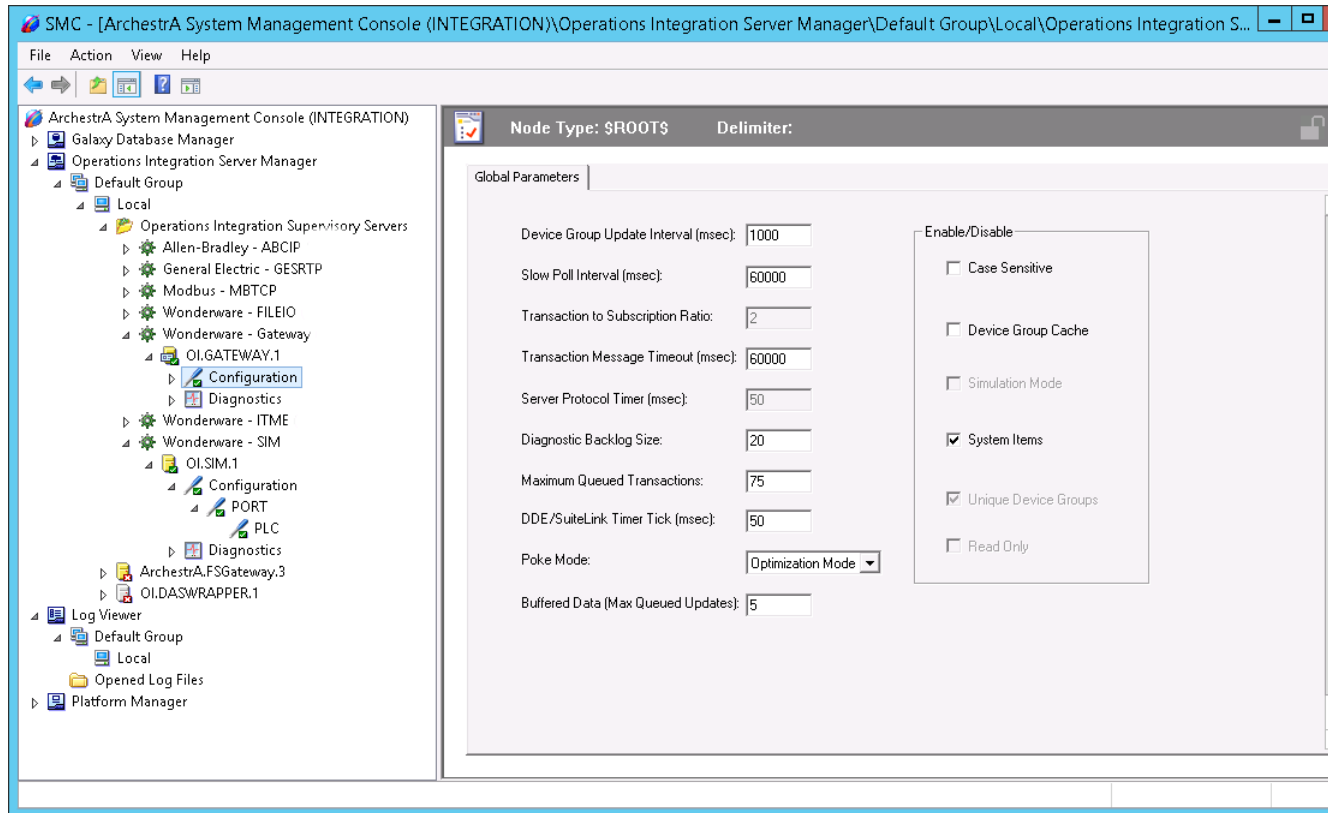 SMC - [ArchestrA System Management Console (INTEGRATION)\Operations Integration Server Manager\Default Group\Local\Operations Integration S...
File Action View Help
ArchestrA System Management Console (INTEGRATION)
Galaxy Database Manager
Operations Integration Server Manager
Default Group
Local
Operations Integration Supervisory Servers
Allen-Bradley - ABCIP
General Electric - GESRTP
Modbus - MBTCP
Wonderware - FILEIO
Wonderware - Gateway
OI.GATEWAY.1
Configuration
Diagnostics
Wonderware - ITME
Wonderware - SIM
OI.SIM.1
Configuration
PORT
PLC
Diagnostics
ArchestrA.FSGateway.3
OI.DASWRAPPER.1
Log Viewer
Default Group
Local
Opened Log Files
Platform Manager
Node Type: $ROOT$ Delimiter:
Global Parameters
Device Group Update Interval (msec): 1000
Slow Poll Interval (msec): 60000
Transaction to Subscription Ratio: 2
Transaction Message Timeout (msec): 60000
Server Protocol Timer (msec): 50
Diagnostic Backlog Size: 20
Maximum Queued Transactions: 75
DDE/SuiteLink Timer Tick (msec): 50
Poke Mode: Optimization Mode
Buffered Data (Max Queued Updates): 5
Enable/Disable
Case Sensitive
Device Group Cache
Simulation Mode
System Items
Unique Device Groups
Read Only